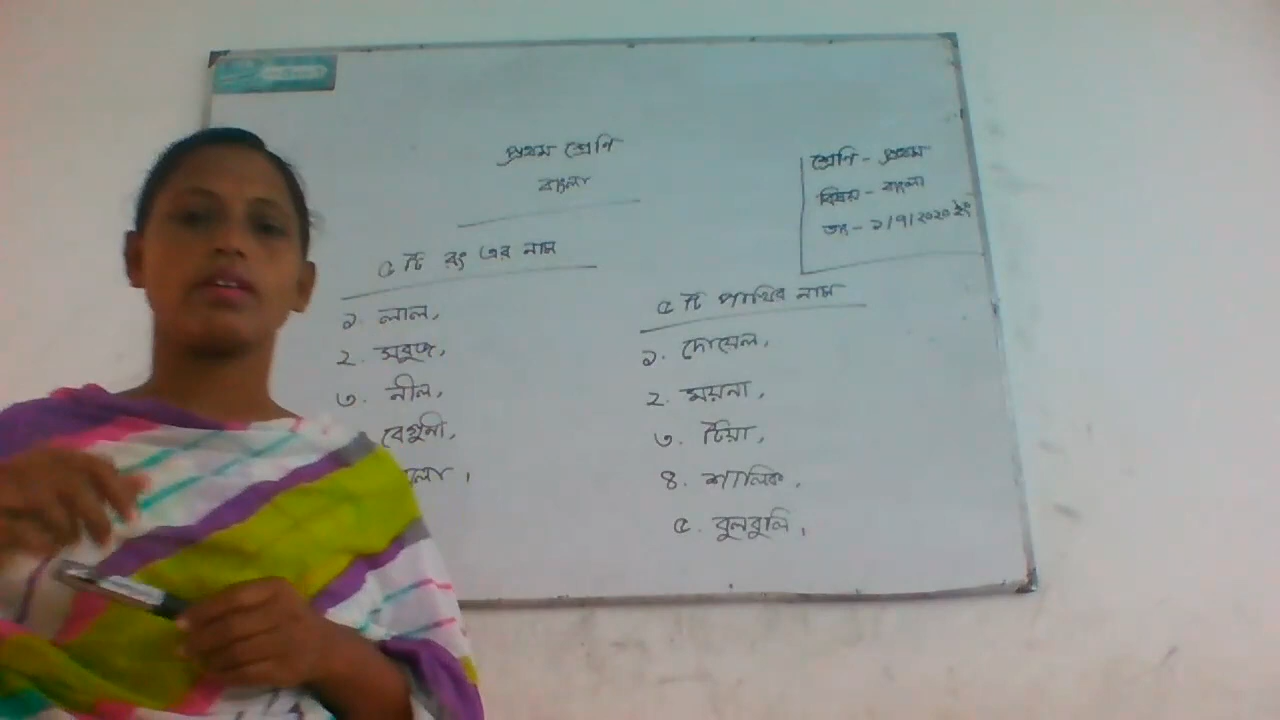 প্রথম শ্রেণি
বাংলা
শ্রেণি - প্রথম
বিষয় - বাংলা
তাং - ১/৭/২০২০ ইং
৫ টি রং এর নাম
১. লাল,
২. সবুজ,
৩. নীল,
বেগুনী,
লো।
৫ টি পাখির নাম
১. দোয়েল,
২. ময়না,
৩. টিয়া,
৪. শালিক,
৫. বুলবুলি,